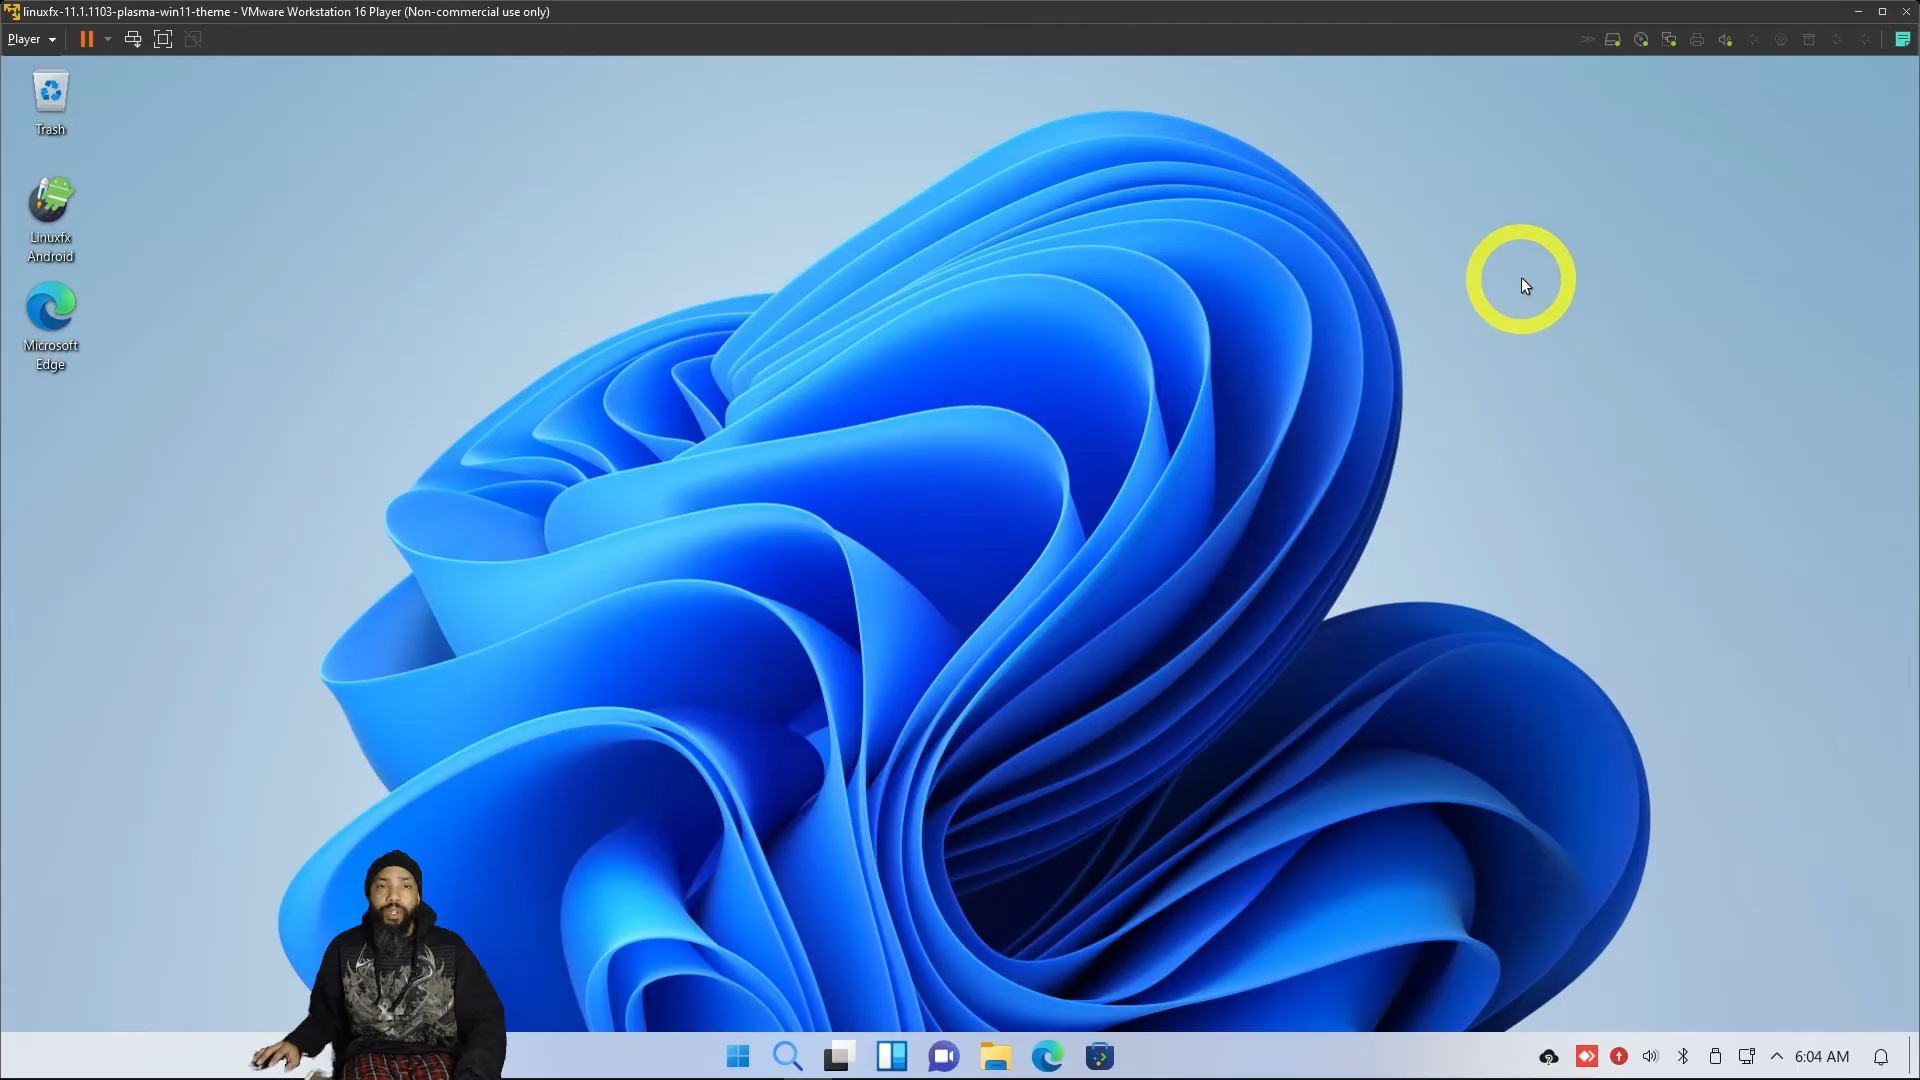 linuxfx-11.1.1103-plasma-win11-theme - VMware Workstation 16 Player (Non-commercial use only)
Player
Trash
Linuxfx
Android
Microsoft
Edge
6:04 AM